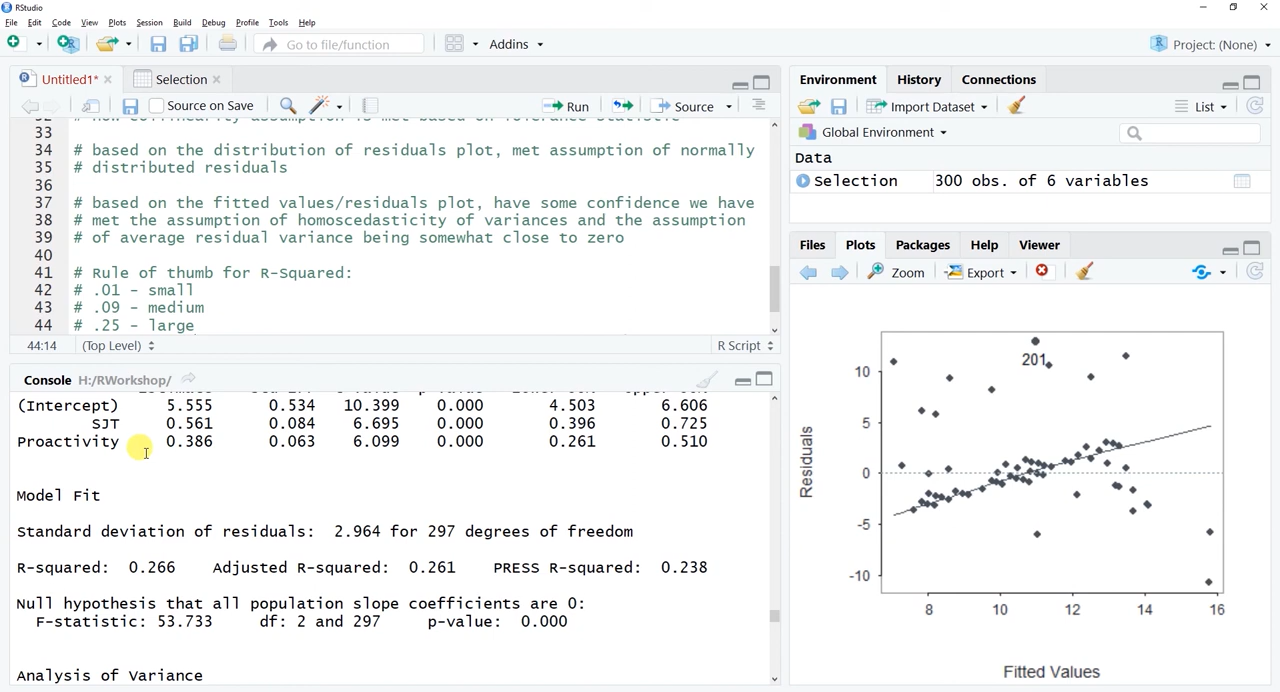 RStudio
File Edit Code View Plots Session Build Debug Profile Tools Help
Go to file/function Addins Project: (None)
Untitled1* Selection
Source on Save Run Source
33
34 # based on the distribution of residuals plot, met assumption of normally
35 # distributed residuals
36
37 # based on the fitted values/residuals plot, have some confidence we have
38 # met the assumption of homoscedasticity of variances and the assumption
39 # of average residual variance being somewhat close to zero
40
41 # Rule of thumb for R-Squared:
42 # .01 - small
43 # .09 - medium
44 # .25 - large
44:14 (Top Level) R Script
Console H:/RWorkshop/
(Intercept) 5.555 0.534 10.399 0.000 4.503 6.606
SJT 0.561 0.084 6.695 0.000 0.396 0.725
Proactivity 0.386 0.063 6.099 0.000 0.261 0.510
Model Fit
Standard deviation of residuals: 2.964 for 297 degrees of freedom
R-squared: 0.266 Adjusted R-squared: 0.261 PRESS R-squared: 0.238
Null hypothesis that all population slope coefficients are 0:
F-statistic: 53.733 df: 2 and 297 p-value: 0.000
Analysis of Variance
Environment History Connections
Import Dataset List
Global Environment
Data
Selection 300 obs. of 6 variables
Files Plots Packages Help Viewer
Zoom Export
201
10
5
0
-5
-10
Residuals
8 10 12 14 16
Fitted Values